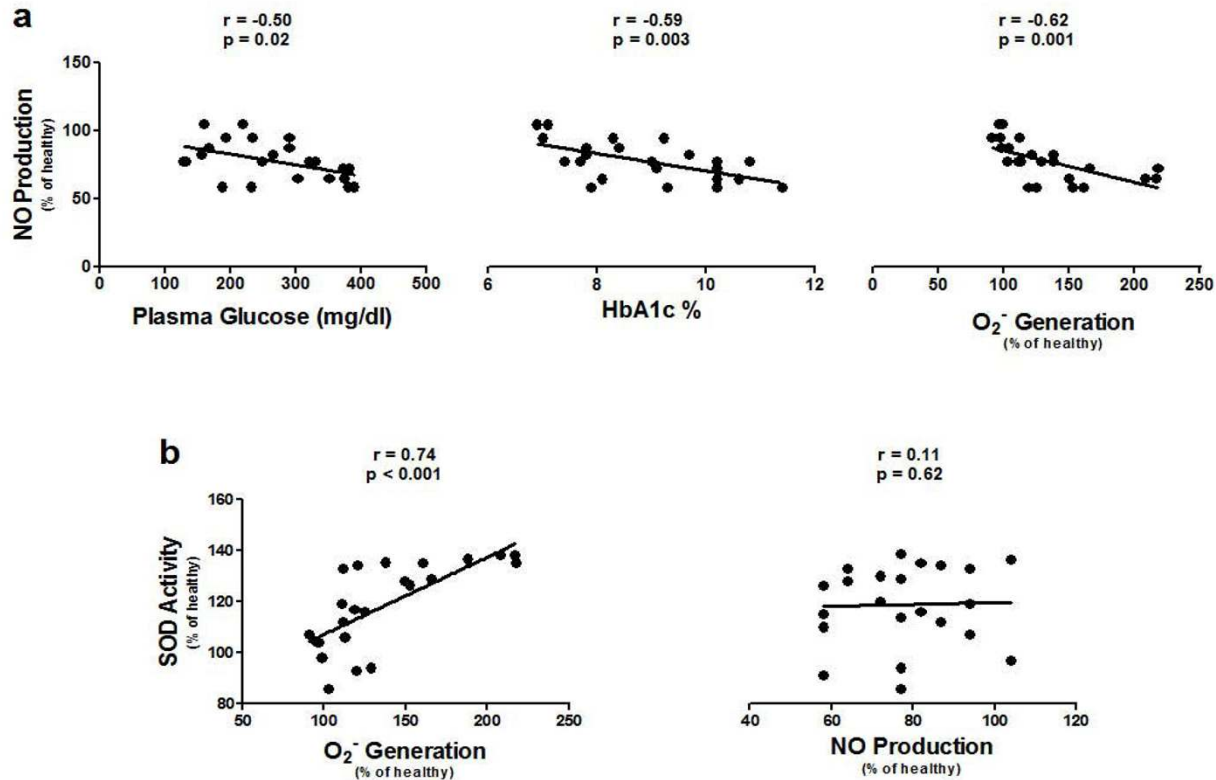 a
r = -0.50
p = 0.02
r = -0.59
p = 0.003
r = -0.62
p = 0.001
NO Production
(% of healthy)
150
100
50
0
0 100 200 300 400 500
Plasma Glucose (mg/dl)
6 8 10 12
HbA1c %
0 50 100 150 200 250
O₂⁻ Generation
(% of healthy)
b
r = 0.74
p < 0.001
r = 0.11
p = 0.62
SOD Activity
(% of healthy)
160
140
120
100
80
50 100 150 200 250
O₂⁻ Generation
(% of healthy)
40 60 80 100 120
NO Production
(% of healthy)